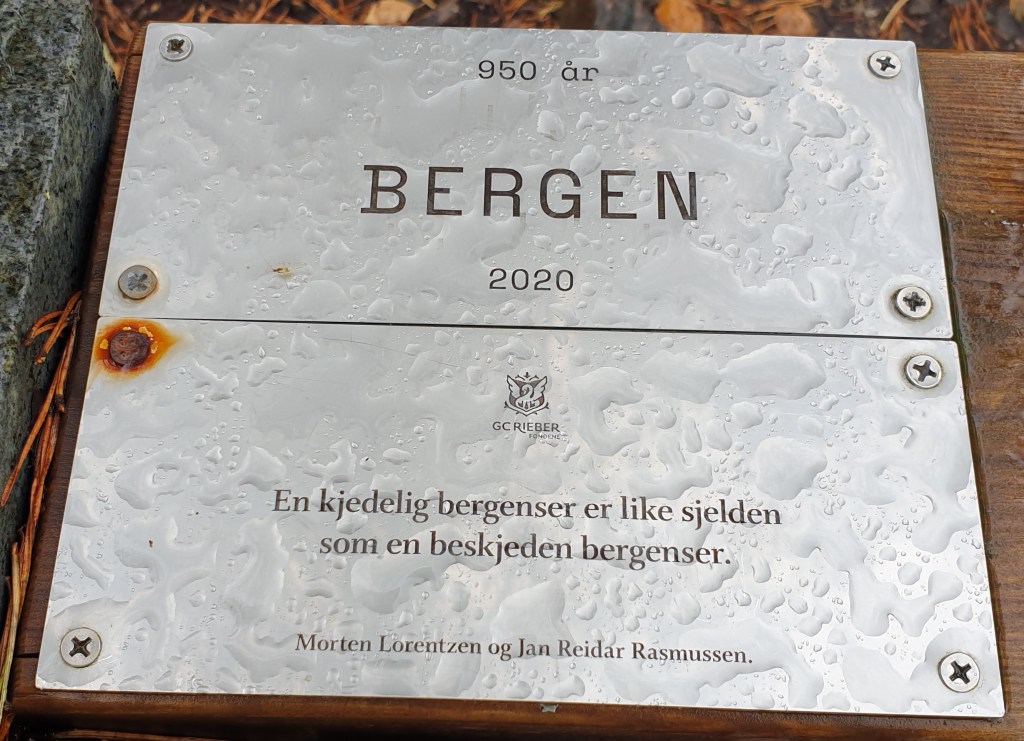 950 år
BERGEN
2020
GC RIEBER
FONDENE
En kjedelig bergenser er like sjelden
som en beskjeden bergenser.
Morten Lorentzen og Jan Reidar Rasmussen.